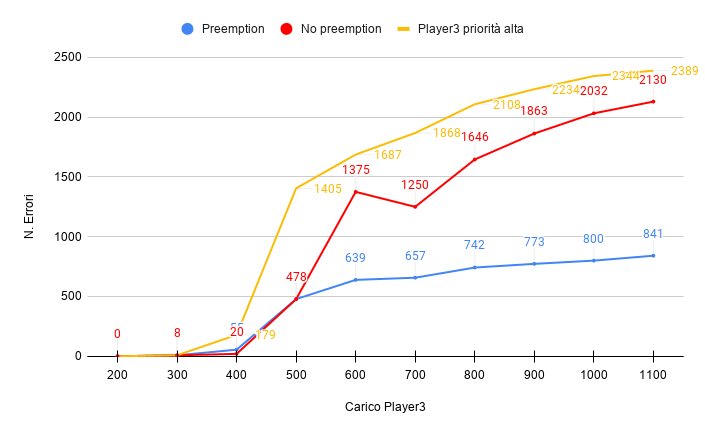 Preemption No preemption Player3 priorità alta
2500
2000
1500
1000
500
0
N. Errori
0 8 20 179
478 1405
639 1375 1687
657 1250 1868
742 1646 2108
773 1863 2234
800 2032 2344
841 2130 2389
200 300 400 500 600 700 800 900 1000 1100
Carico Player3